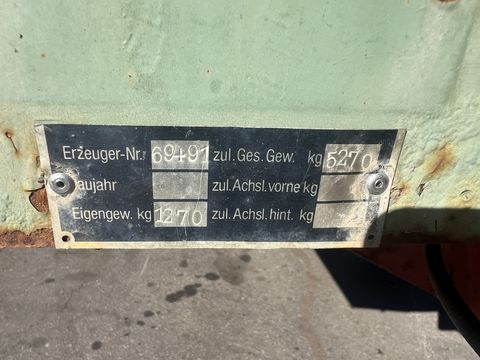 Erzeuger-Nr. 69491 zul. Ges. Gew. kg 5270
aujahr zul. Achsl. vorne kg
Eigengew. kg 1270 zul. Achsl. hint. kg